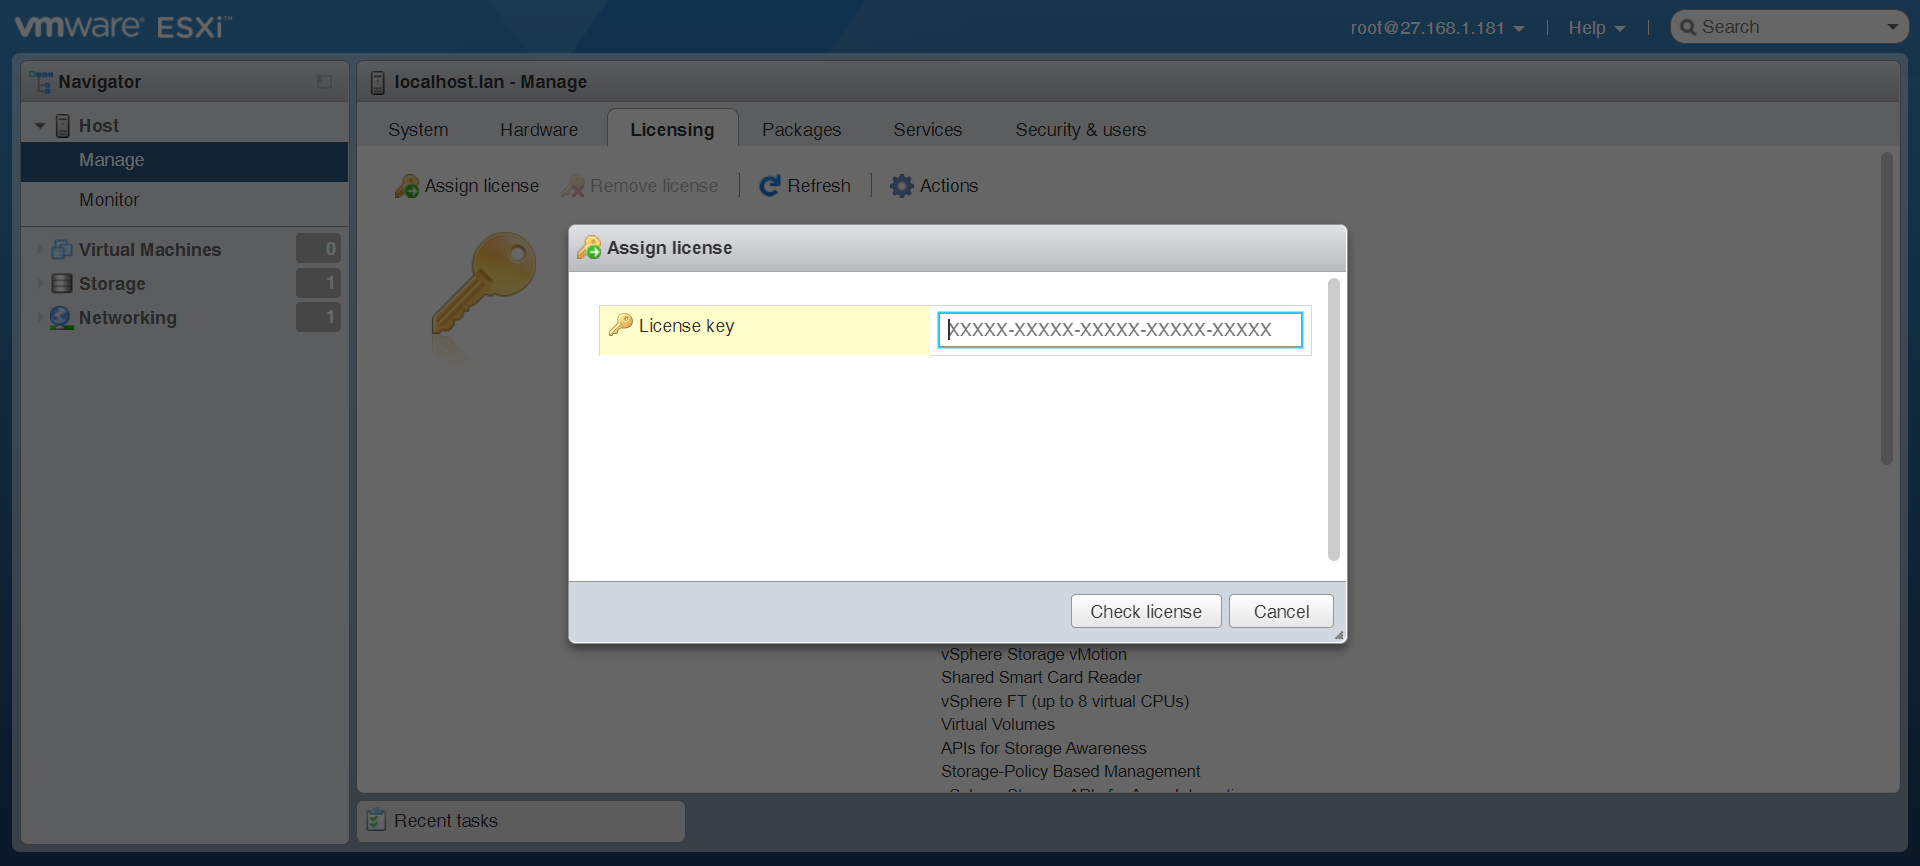 vmware ESXi™
root@27.168.1.181
Help
Search
Navigator
Host
Manage
Monitor
Virtual Machines 0
Storage 1
Networking 1
localhost.lan - Manage
System Hardware Licensing Packages Services Security & users
Assign license Remove license Refresh Actions
Assign license
License key XXXXX-XXXXX-XXXXX-XXXXX-XXXXX
Check license Cancel
vSphere Storage vMotion
Shared Smart Card Reader
vSphere FT (up to 8 virtual CPUs)
Virtual Volumes
APIs for Storage Awareness
Storage-Policy Based Management
Recent tasks